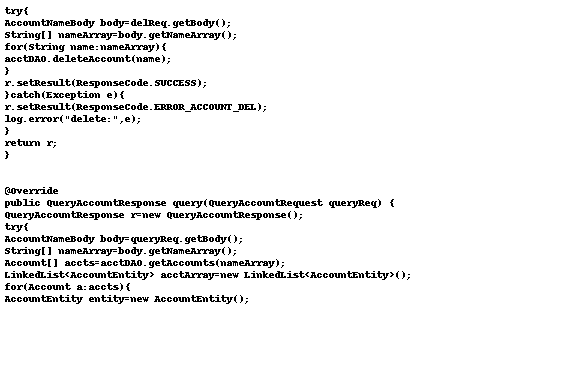 try{
AccountNameBody body=delReq.getBody();
String[] nameArray=body.getNameArray();
for(String name:nameArray){
acctDAO.deleteAccount(name);
}
r.setResult(ResponseCode.SUCCESS);
}catch(Exception e){
r.setResult(ResponseCode.ERROR_ACCOUNT_DEL);
log.error("delete:",e);
}
return r;
}
@Override
public QueryAccountResponse query(QueryAccountRequest queryReq) {
QueryAccountResponse r=new QueryAccountResponse();
try{
AccountNameBody body=queryReq.getBody();
String[] nameArray=body.getNameArray();
Account[] accts=acctDAO.getAccounts(nameArray);
LinkedList<AccountEntity> acctArray=new LinkedList<AccountEntity>();
for(Account a:accts){
AccountEntity entity=new AccountEntity();